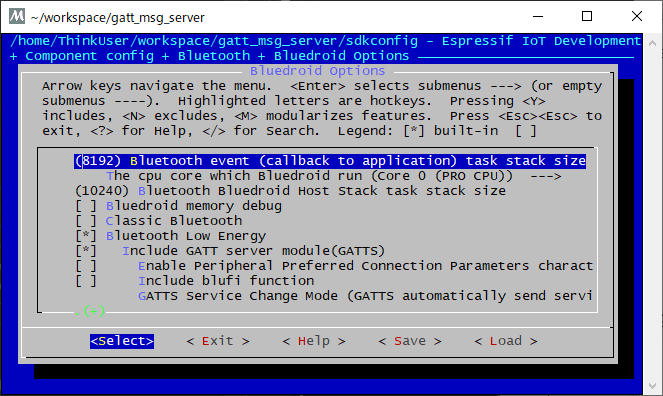 ~/workspace/gatt_msg_server
/home/ThinkUser/workspace/gatt_msg_server/sdkconfig - Espressif IoT Development
+ Component config + Bluetooth + Bluedroid Options
Bluedroid Options
Arrow keys navigate the menu.  <Enter> selects submenus ---> (or empty
submenus ----).  Highlighted letters are hotkeys.  Pressing <Y>
includes, <N> excludes, <M> modularizes features.  Press <Esc><Esc> to
exit, <?> for Help, </> for Search.  Legend: [*] built-in  [ ]
(8192) Bluetooth event (callback to application) task stack size
The cpu core which Bluedroid run (Core 0 (PRO CPU))  --->
(10240) Bluetooth Bluedroid Host Stack task stack size
[ ] Bluedroid memory debug
[ ] Classic Bluetooth
[*] Bluetooth Low Energy
[*]   Include GATT server module(GATTS)
[ ]     Enable Peripheral Preferred Connection Parameters charact
[ ]     Include blufi function
GATTS Service Change Mode (GATTS automatically send servi
(+)
<Select>    < Exit >    < Help >    < Save >    < Load >